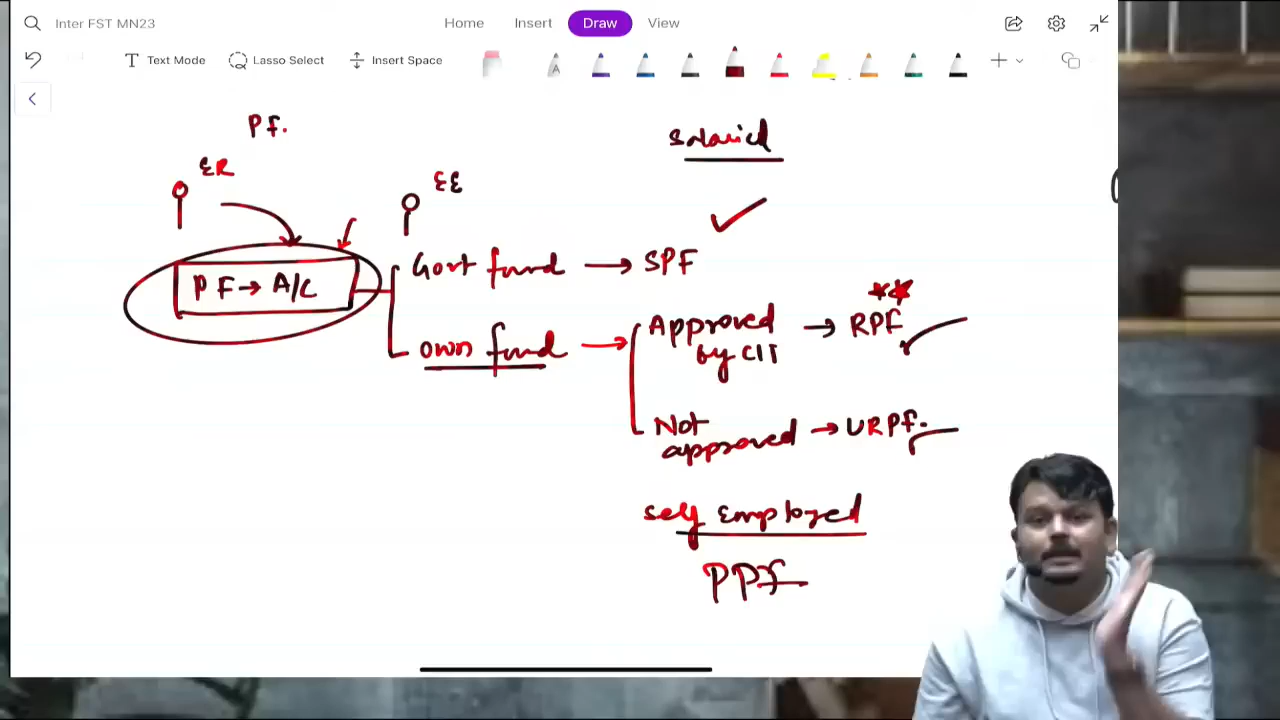 Inter FST MN23
Home Insert Draw View
T Text Mode Lasso Select Insert Space
A
PF.
Salaried
ER
EE
Govt fund → SPF
PF → A/C
Approved → RPF
by CIT
own fund →
Not → URPF.
approved
Self Employed
PPF